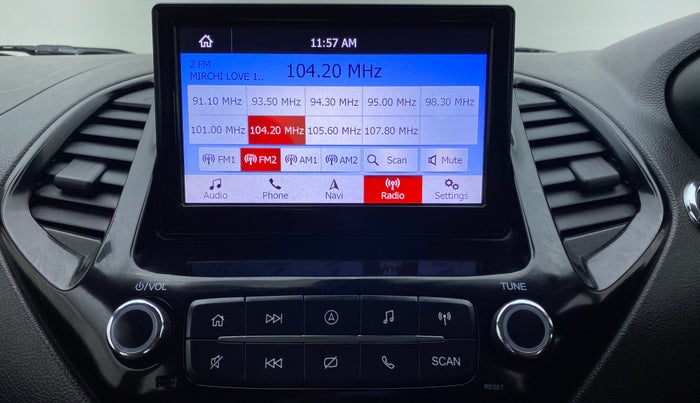 11:57 AM
2 FM
MIRCHI LOVE 1..
104.20 MHz
91.10 MHz 93.50 MHz 94.30 MHz 95.00 MHz 98.30 MHz
101.00 MHz 104.20 MHz 105.60 MHz 107.80 MHz
FM1 FM2 AM1 AM2 Scan Mute
Audio Phone Navi Radio Settings
/VOL TUNE
SCAN
RESET